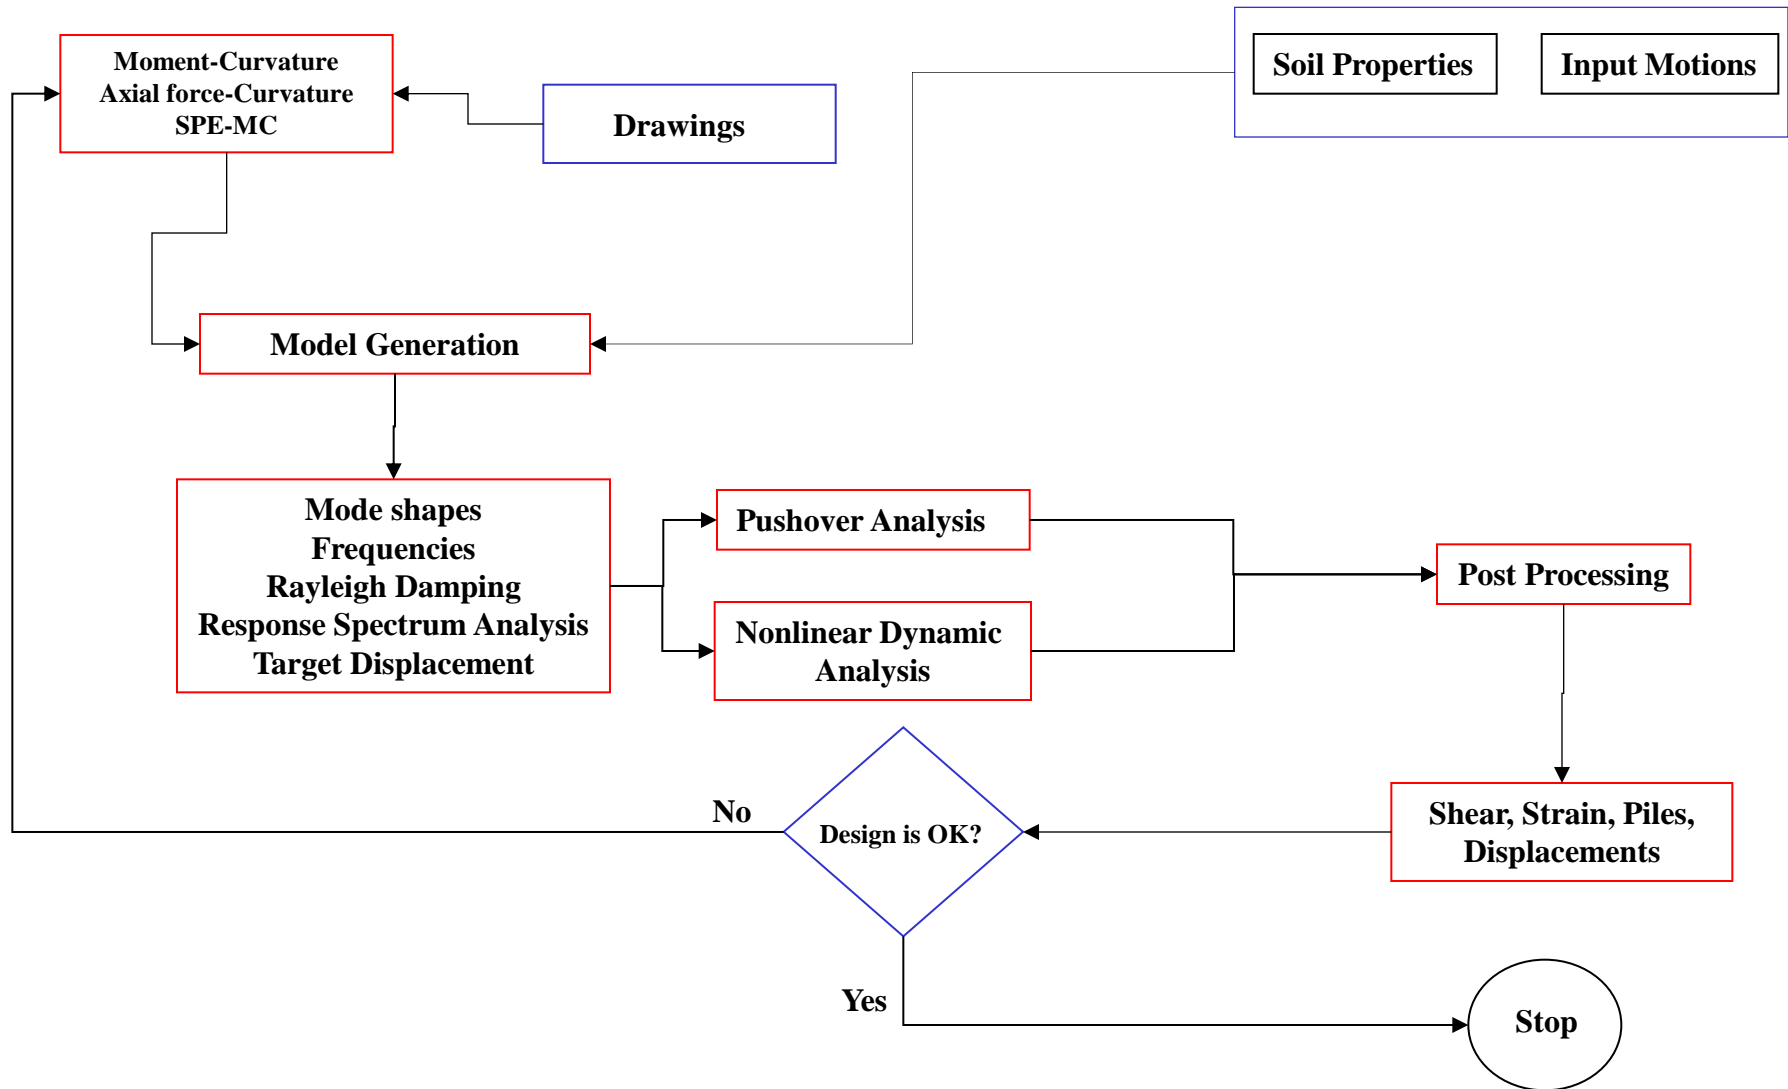 Moment-Curvature
Axial force-Curvature
SPE-MC
Drawings
Soil Properties
Input Motions
Model Generation
Mode shapes
Frequencies
Rayleigh Damping
Response Spectrum Analysis
Target Displacement
Pushover Analysis
Nonlinear Dynamic
Analysis
Post Processing
Shear, Strain, Piles,
Displacements
Design is OK?
No
Yes
Stop